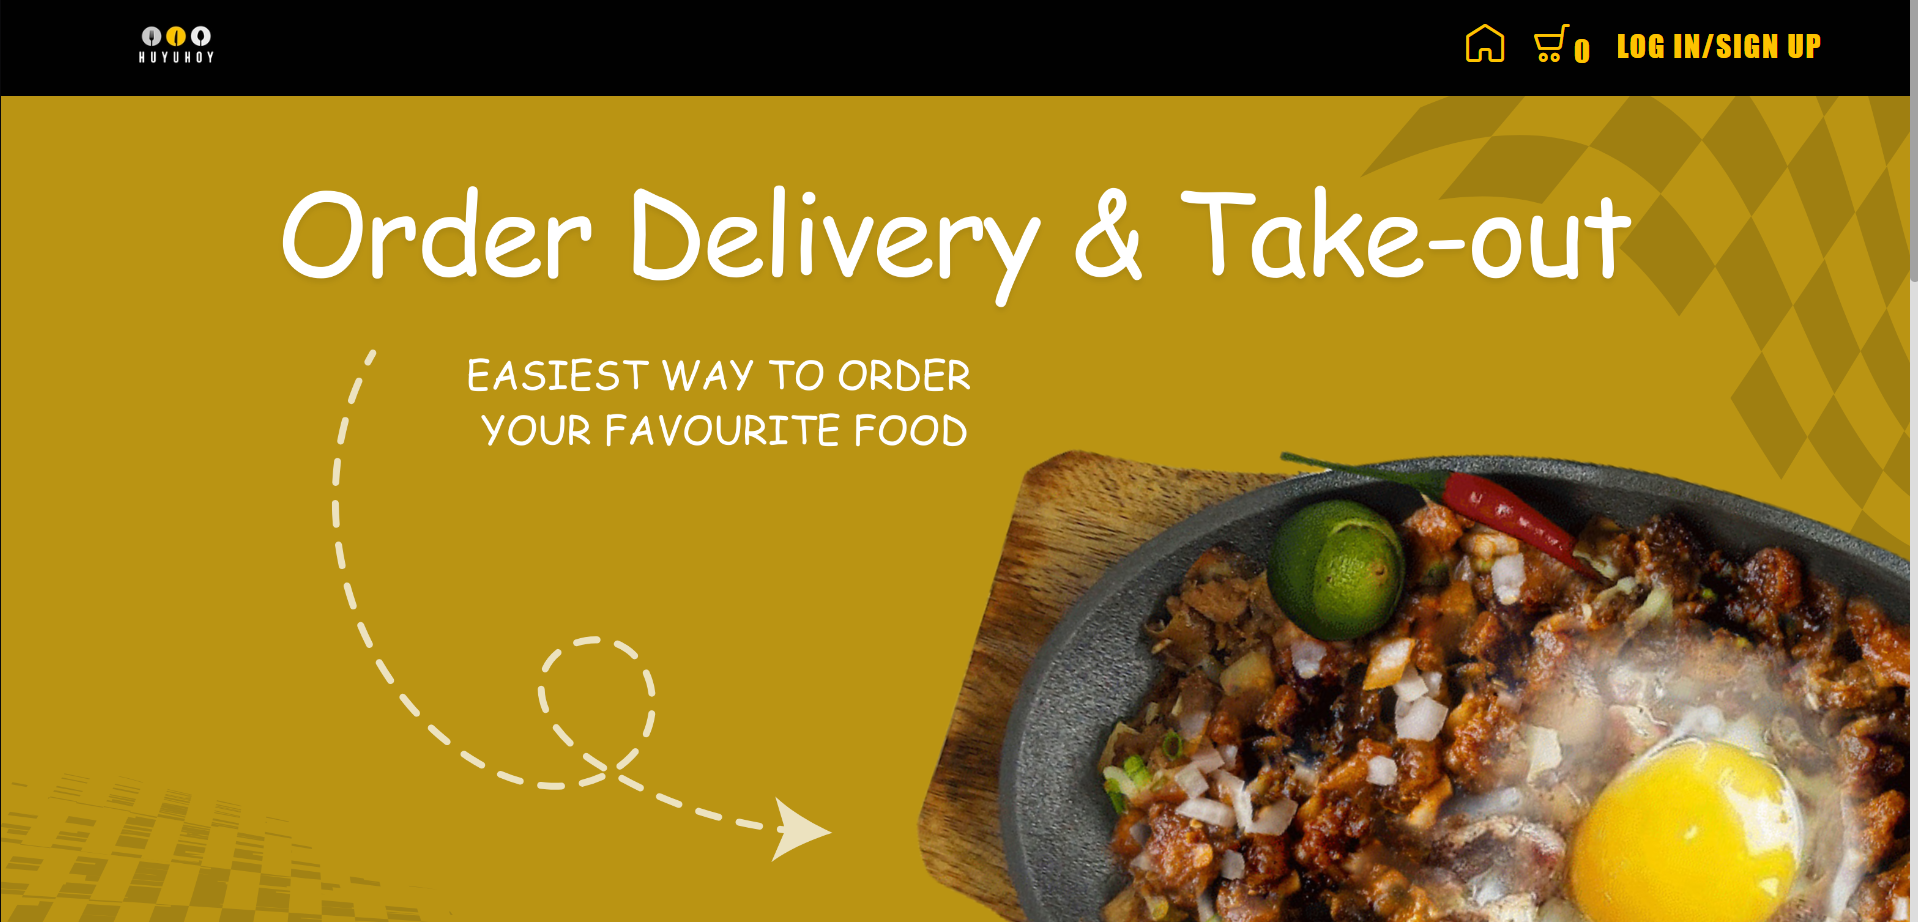 HUYUHOY
0
LOG IN/SIGN UP
Order Delivery & Take-out
EASIEST WAY TO ORDER
YOUR FAVOURITE FOOD